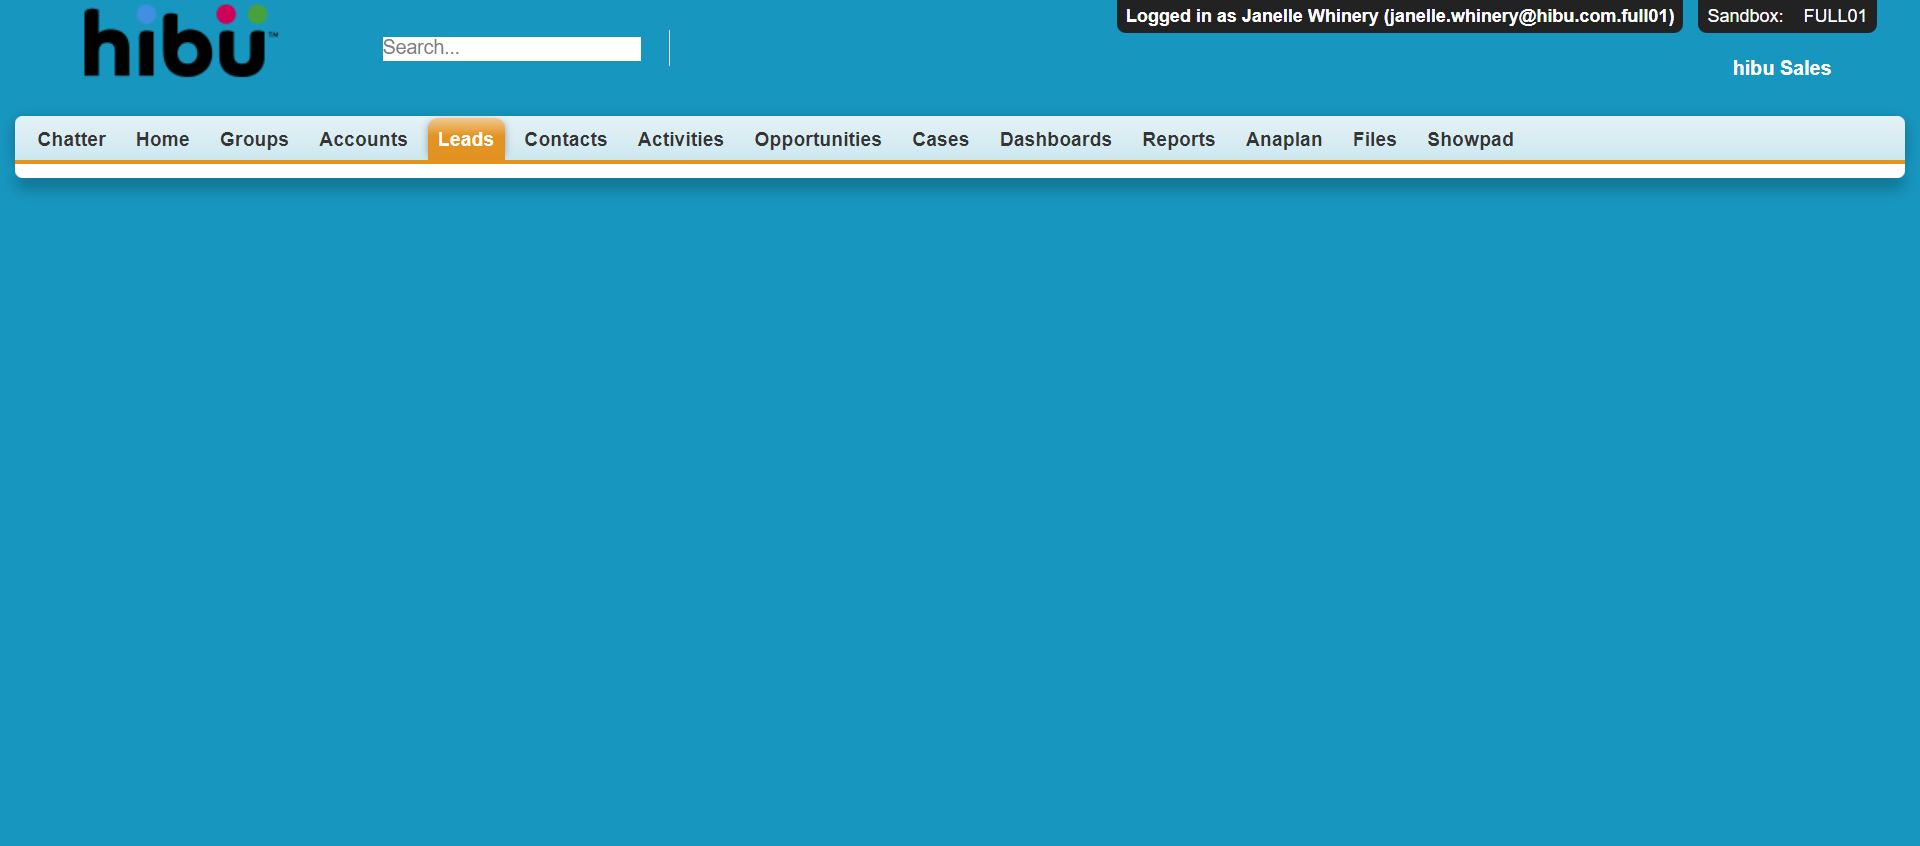 hibu™
Search...
Logged in as Janelle Whinery (janelle.whinery@hibu.com.full01)
Sandbox: FULL01
hibu Sales
Chatter Home Groups Accounts Leads Contacts Activities Opportunities Cases Dashboards Reports Anaplan Files Showpad